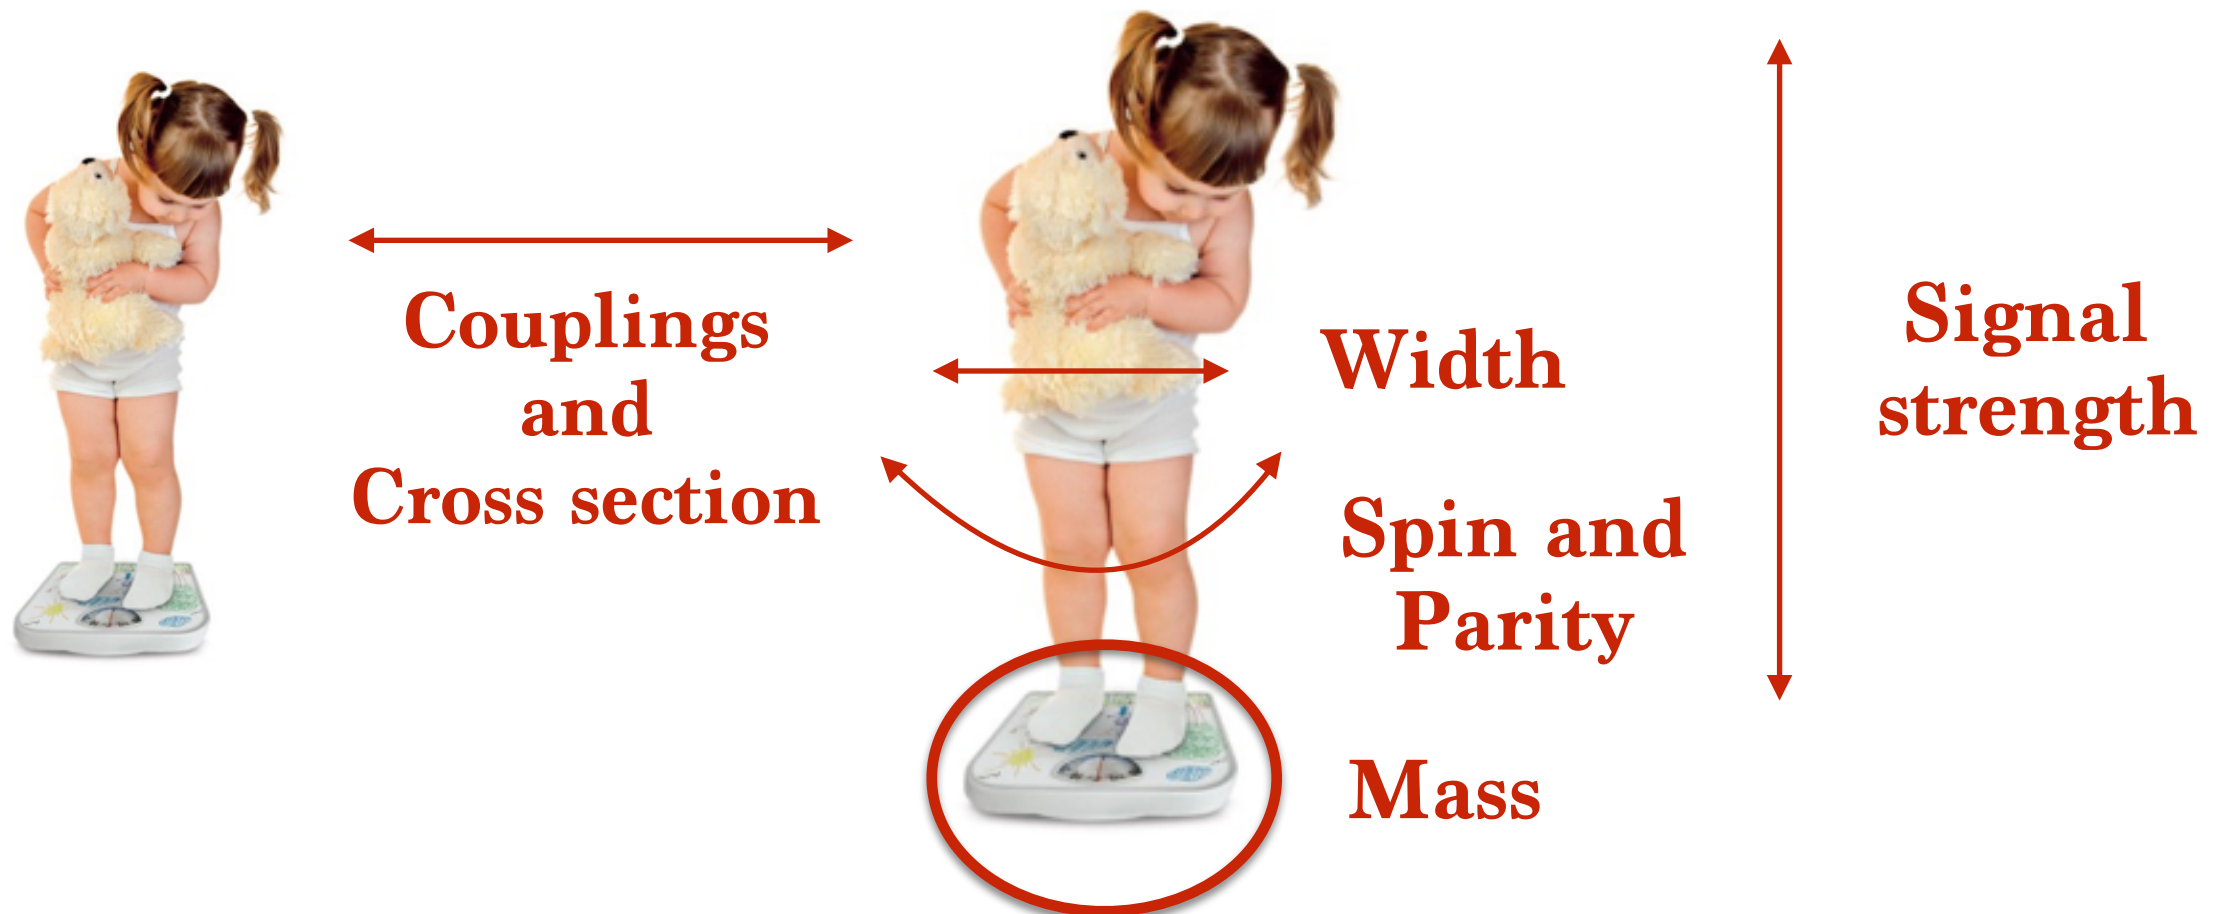 Couplings
and
Cross section
Width
Spin and
Parity
Mass
Signal
strength